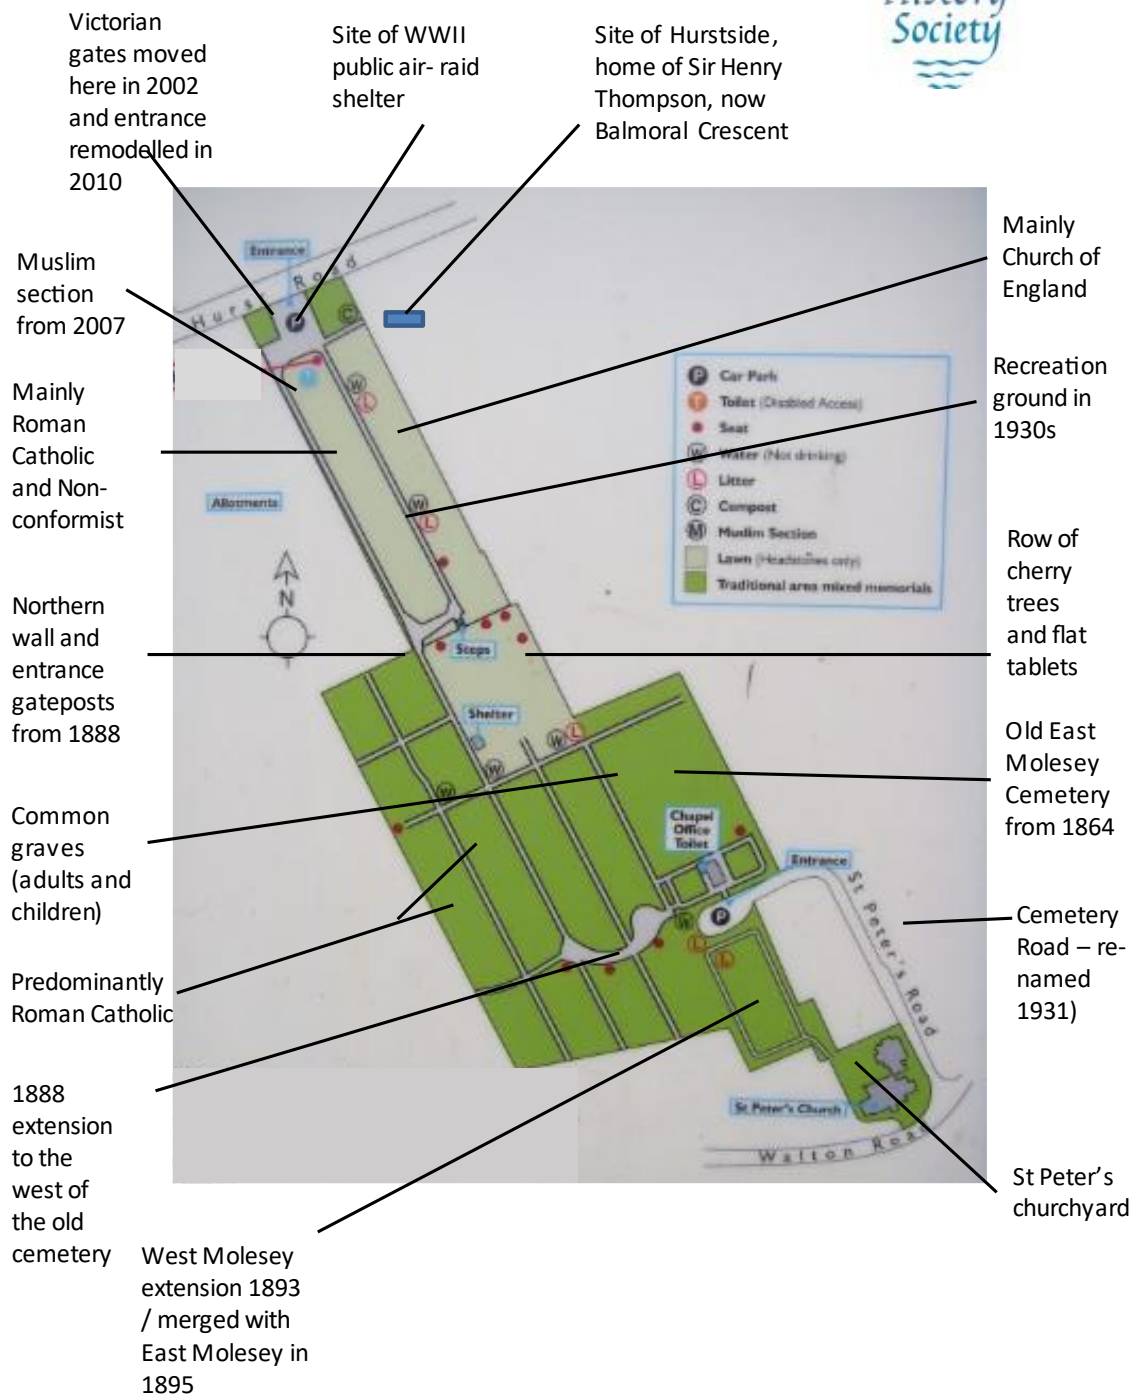 History
Society
Victorian
gates moved
here in 2002
and entrance
remodelled in
2010
Site of WWII
public air- raid
shelter
Site of Hurstside,
home of Sir Henry
Thompson, now
Balmoral Crescent
Mainly
Church of
England
Muslim
section
from 2007
Recreation
ground in
1930s
Mainly
Roman
Catholic
and Non-
conformist
Row of
cherry
trees
and flat
tablets
Northern
wall and
entrance
gateposts
from 1888
Old East
Molesey
Cemetery
from 1864
Common
graves
(adults and
children)
Cemetery
Road – re-
named
1931)
Predominantly
Roman Catholic
1888
extension
to the
west of
the old
cemetery
St Peter's
churchyard
West Molesey
extension 1893
/ merged with
East Molesey in
1895
Entrance
Hurs Road
P
C
W
L
Allotments
W
L
N
Steps
Shelter
W
L
W
W
Chapel
Office
Toilet
Entrance
P
W
L
L
St Peter's Road
St Peter's Church
Walton Road
P Car Park
T Toilet (Disabled Access)
Seat
W Water (Not drinking)
L Litter
C Compost
M Muslim Section
Lawn (Headstones only)
Traditional area mixed memorials